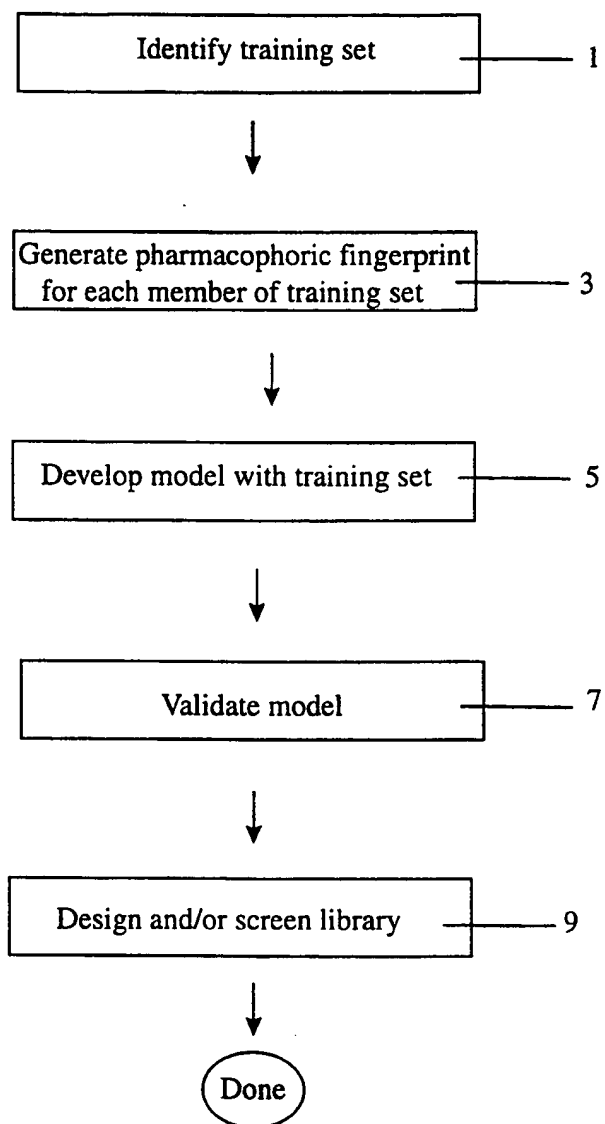 Identify training set
1
Generate pharmacophoric fingerprint
for each member of training set
3
Develop model with training set
5
Validate model
7
Design and/or screen library
9
Done